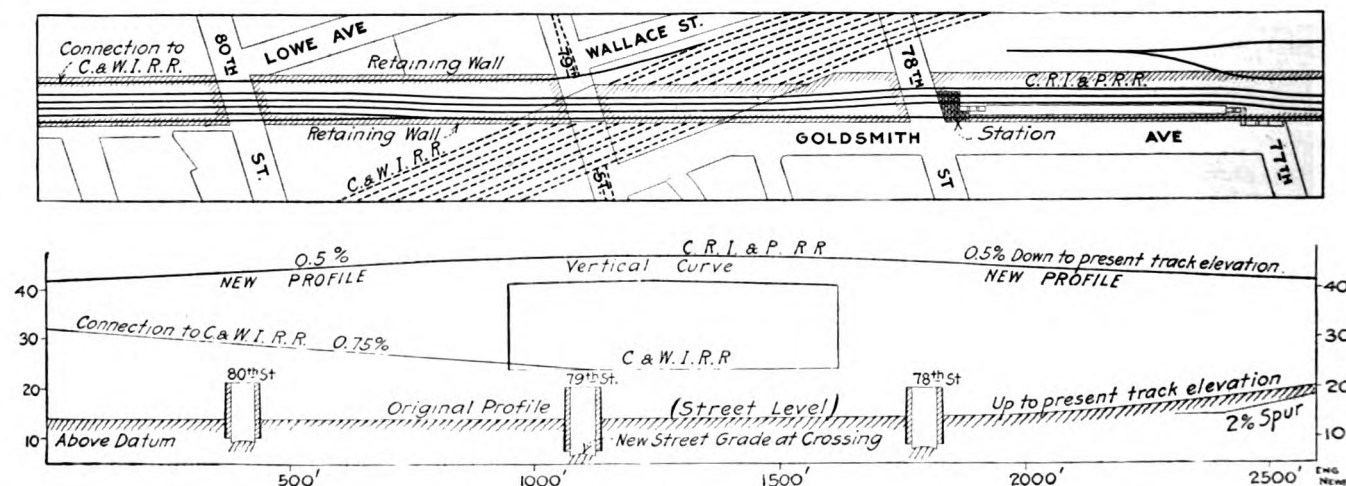 Connection to
C. & W. I. R. R.
80TH
LOWE AVE
Retaining Wall
79TH
WALLACE ST.
78TH
C. R. I. & P. R. R.
Retaining Wall
C. & W. I. R. R.
ST.
ST.
GOLDSMITH
ST
Station
AVE
77TH
0.5 %
NEW PROFILE
C. R. I. & P. RR
Vertical Curve
0.5% Down to present track elevation.
NEW PROFILE
40
40
Connection to C & W. I. R. R. 0.75%
30
30
C & W. I. R R
80th St
79th St.
78th St
20
20
Original Profile
(Street Level)
Up to present track elevation
2% Spur
10
10
Above Datum
New Street Grade at Crossing
500'
1000'
1500'
2000'
2500'
ENG
NEWS